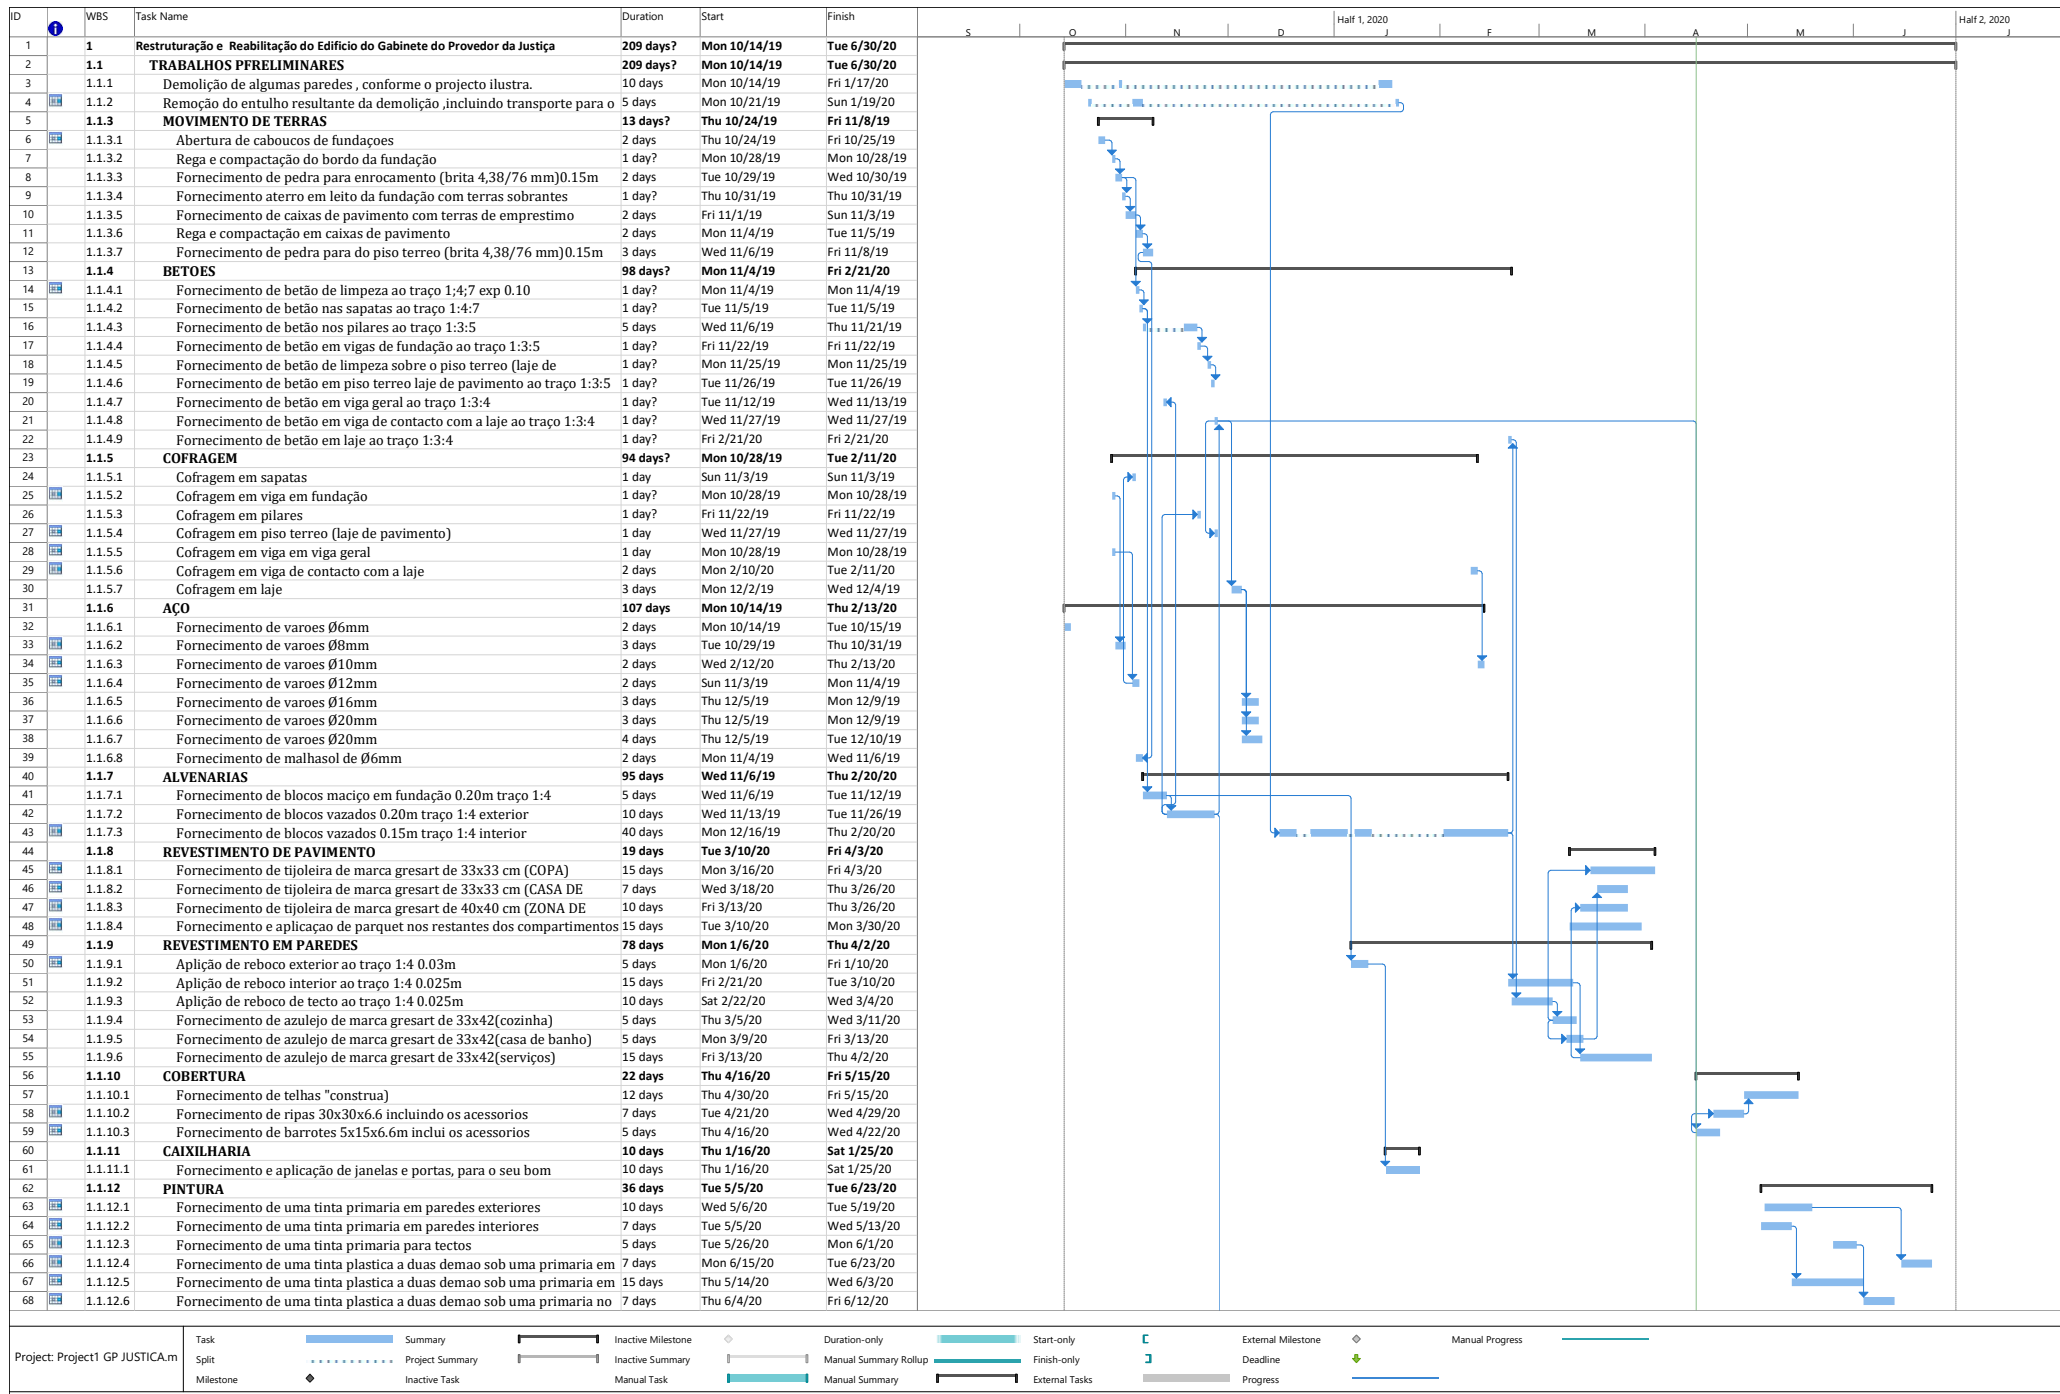 ID WBS Task Name Duration Start Finish Half 1, 2020 Half 2, 2020
S O N D J F M A M J J
1 1 Restruturação e Reabilitação do Edificio do Gabinete do Provedor da Justiça 209 days? Mon 10/14/19 Tue 6/30/20
2 1.1 TRABALHOS PFRELIMINARES 209 days? Mon 10/14/19 Tue 6/30/20
3 1.1.1 Demolição de algumas paredes , conforme o projecto ilustra. 10 days Mon 10/14/19 Fri 1/17/20
4 1.1.2 Remoção do entulho resultante da demolição ,incluindo transporte para o 5 days Mon 10/21/19 Sun 1/19/20
5 1.1.3 MOVIMENTO DE TERRAS 13 days? Thu 10/24/19 Fri 11/8/19
6 1.1.3.1 Abertura de caboucos de fundaçoes 2 days Thu 10/24/19 Fri 10/25/19
7 1.1.3.2 Rega e compactação do bordo da fundação 1 day? Mon 10/28/19 Mon 10/28/19
8 1.1.3.3 Fornecimento de pedra para enrocamento (brita 4,38/76 mm)0.15m 2 days Tue 10/29/19 Wed 10/30/19
9 1.1.3.4 Fornecimento aterro em leito da fundação com terras sobrantes 1 day? Thu 10/31/19 Thu 10/31/19
10 1.1.3.5 Fornecimento de caixas de pavimento com terras de emprestimo 2 days Fri 11/1/19 Sun 11/3/19
11 1.1.3.6 Rega e compactação em caixas de pavimento 2 days Mon 11/4/19 Tue 11/5/19
12 1.1.3.7 Fornecimento de pedra para do piso terreo (brita 4,38/76 mm)0.15m 3 days Wed 11/6/19 Fri 11/8/19
13 1.1.4 BETOES 98 days? Mon 11/4/19 Fri 2/21/20
14 1.1.4.1 Fornecimento de betão de limpeza ao traço 1;4;7 exp 0.10 1 day? Mon 11/4/19 Mon 11/4/19
15 1.1.4.2 Fornecimento de betão nas sapatas ao traço 1:4:7 1 day? Tue 11/5/19 Tue 11/5/19
16 1.1.4.3 Fornecimento de betão nos pilares ao traço 1:3:5 5 days Wed 11/6/19 Thu 11/21/19
17 1.1.4.4 Fornecimento de betão em vigas de fundação ao traço 1:3:5 1 day? Fri 11/22/19 Fri 11/22/19
18 1.1.4.5 Fornecimento de betão de limpeza sobre o piso terreo (laje de 1 day? Mon 11/25/19 Mon 11/25/19
19 1.1.4.6 Fornecimento de betão em piso terreo laje de pavimento ao traço 1:3:5 1 day? Tue 11/26/19 Tue 11/26/19
20 1.1.4.7 Fornecimento de betão em viga geral ao traço 1:3:4 1 day? Tue 11/12/19 Wed 11/13/19
21 1.1.4.8 Fornecimento de betão em viga de contacto com a laje ao traço 1:3:4 1 day? Wed 11/27/19 Wed 11/27/19
22 1.1.4.9 Fornecimento de betão em laje ao traço 1:3:4 1 day? Fri 2/21/20 Fri 2/21/20
23 1.1.5 COFRAGEM 94 days? Mon 10/28/19 Tue 2/11/20
24 1.1.5.1 Cofragem em sapatas 1 day Sun 11/3/19 Sun 11/3/19
25 1.1.5.2 Cofragem em viga em fundação 1 day? Mon 10/28/19 Mon 10/28/19
26 1.1.5.3 Cofragem em pilares 1 day? Fri 11/22/19 Fri 11/22/19
27 1.1.5.4 Cofragem em piso terreo (laje de pavimento) 1 day Wed 11/27/19 Wed 11/27/19
28 1.1.5.5 Cofragem em viga em viga geral 1 day Mon 10/28/19 Mon 10/28/19
29 1.1.5.6 Cofragem em viga de contacto com a laje 2 days Mon 2/10/20 Tue 2/11/20
30 1.1.5.7 Cofragem em laje 3 days Mon 12/2/19 Wed 12/4/19
31 1.1.6 AÇO 107 days Mon 10/14/19 Thu 2/13/20
32 1.1.6.1 Fornecimento de varoes Ø6mm 2 days Mon 10/14/19 Tue 10/15/19
33 1.1.6.2 Fornecimento de varoes Ø8mm 3 days Tue 10/29/19 Thu 10/31/19
34 1.1.6.3 Fornecimento de varoes Ø10mm 2 days Wed 2/12/20 Thu 2/13/20
35 1.1.6.4 Fornecimento de varoes Ø12mm 2 days Sun 11/3/19 Mon 11/4/19
36 1.1.6.5 Fornecimento de varoes Ø16mm 3 days Thu 12/5/19 Mon 12/9/19
37 1.1.6.6 Fornecimento de varoes Ø20mm 3 days Thu 12/5/19 Mon 12/9/19
38 1.1.6.7 Fornecimento de varoes Ø20mm 4 days Thu 12/5/19 Tue 12/10/19
39 1.1.6.8 Fornecimento de malhasol de Ø6mm 2 days Mon 11/4/19 Wed 11/6/19
40 1.1.7 ALVENARIAS 95 days Wed 11/6/19 Thu 2/20/20
41 1.1.7.1 Fornecimento de blocos maciço em fundação 0.20m traço 1:4 5 days Wed 11/6/19 Tue 11/12/19
42 1.1.7.2 Fornecimento de blocos vazados 0.20m traço 1:4 exterior 10 days Wed 11/13/19 Tue 11/26/19
43 1.1.7.3 Fornecimento de blocos vazados 0.15m traço 1:4 interior 40 days Mon 12/16/19 Thu 2/20/20
44 1.1.8 REVESTIMENTO DE PAVIMENTO 19 days Tue 3/10/20 Fri 4/3/20
45 1.1.8.1 Fornecimento de tijoleira de marca gresart de 33x33 cm (COPA) 15 days Mon 3/16/20 Fri 4/3/20
46 1.1.8.2 Fornecimento de tijoleira de marca gresart de 33x33 cm (CASA DE 7 days Wed 3/18/20 Thu 3/26/20
47 1.1.8.3 Fornecimento de tijoleira de marca gresart de 40x40 cm (ZONA DE 10 days Fri 3/13/20 Thu 3/26/20
48 1.1.8.4 Fornecimento e aplicaçao de parquet nos restantes dos compartimentos 15 days Tue 3/10/20 Mon 3/30/20
49 1.1.9 REVESTIMENTO EM PAREDES 78 days Mon 1/6/20 Thu 4/2/20
50 1.1.9.1 Aplição de reboco exterior ao traço 1:4 0.03m 5 days Mon 1/6/20 Fri 1/10/20
51 1.1.9.2 Aplição de reboco interior ao traço 1:4 0.025m 15 days Fri 2/21/20 Tue 3/10/20
52 1.1.9.3 Aplição de reboco de tecto ao traço 1:4 0.025m 10 days Sat 2/22/20 Wed 3/4/20
53 1.1.9.4 Fornecimento de azulejo de marca gresart de 33x42(cozinha) 5 days Thu 3/5/20 Wed 3/11/20
54 1.1.9.5 Fornecimento de azulejo de marca gresart de 33x42(casa de banho) 5 days Mon 3/9/20 Fri 3/13/20
55 1.1.9.6 Fornecimento de azulejo de marca gresart de 33x42(serviços) 15 days Fri 3/13/20 Thu 4/2/20
56 1.1.10 COBERTURA 22 days Thu 4/16/20 Fri 5/15/20
57 1.1.10.1 Fornecimento de telhas "construa) 12 days Thu 4/30/20 Fri 5/15/20
58 1.1.10.2 Fornecimento de ripas 30x30x6.6 incluindo os acessorios 7 days Tue 4/21/20 Wed 4/29/20
59 1.1.10.3 Fornecimento de barrotes 5x15x6.6m inclui os acessorios 5 days Thu 4/16/20 Wed 4/22/20
60 1.1.11 CAIXILHARIA 10 days Thu 1/16/20 Sat 1/25/20
61 1.1.11.1 Fornecimento e aplicação de janelas e portas, para o seu bom 10 days Thu 1/16/20 Sat 1/25/20
62 1.1.12 PINTURA 36 days Tue 5/5/20 Tue 6/23/20
63 1.1.12.1 Fornecimento de uma tinta primaria em paredes exteriores 10 days Wed 5/6/20 Tue 5/19/20
64 1.1.12.2 Fornecimento de uma tinta primaria em paredes interiores 7 days Tue 5/5/20 Wed 5/13/20
65 1.1.12.3 Fornecimento de uma tinta primaria para tectos 5 days Tue 5/26/20 Mon 6/1/20
66 1.1.12.4 Fornecimento de uma tinta plastica a duas demao sob uma primaria em 7 days Mon 6/15/20 Tue 6/23/20
67 1.1.12.5 Fornecimento de uma tinta plastica a duas demao sob uma primaria em 15 days Thu 5/14/20 Wed 6/3/20
68 1.1.12.6 Fornecimento de uma tinta plastica a duas demao sob uma primaria no 7 days Thu 6/4/20 Fri 6/12/20
Project: Project1 GP JUSTICA.m
Task Summary Inactive Milestone Duration-only Start-only External Milestone Manual Progress
Split Project Summary Inactive Summary Manual Summary Rollup Finish-only Deadline
Milestone Inactive Task Manual Task Manual Summary External Tasks Progress